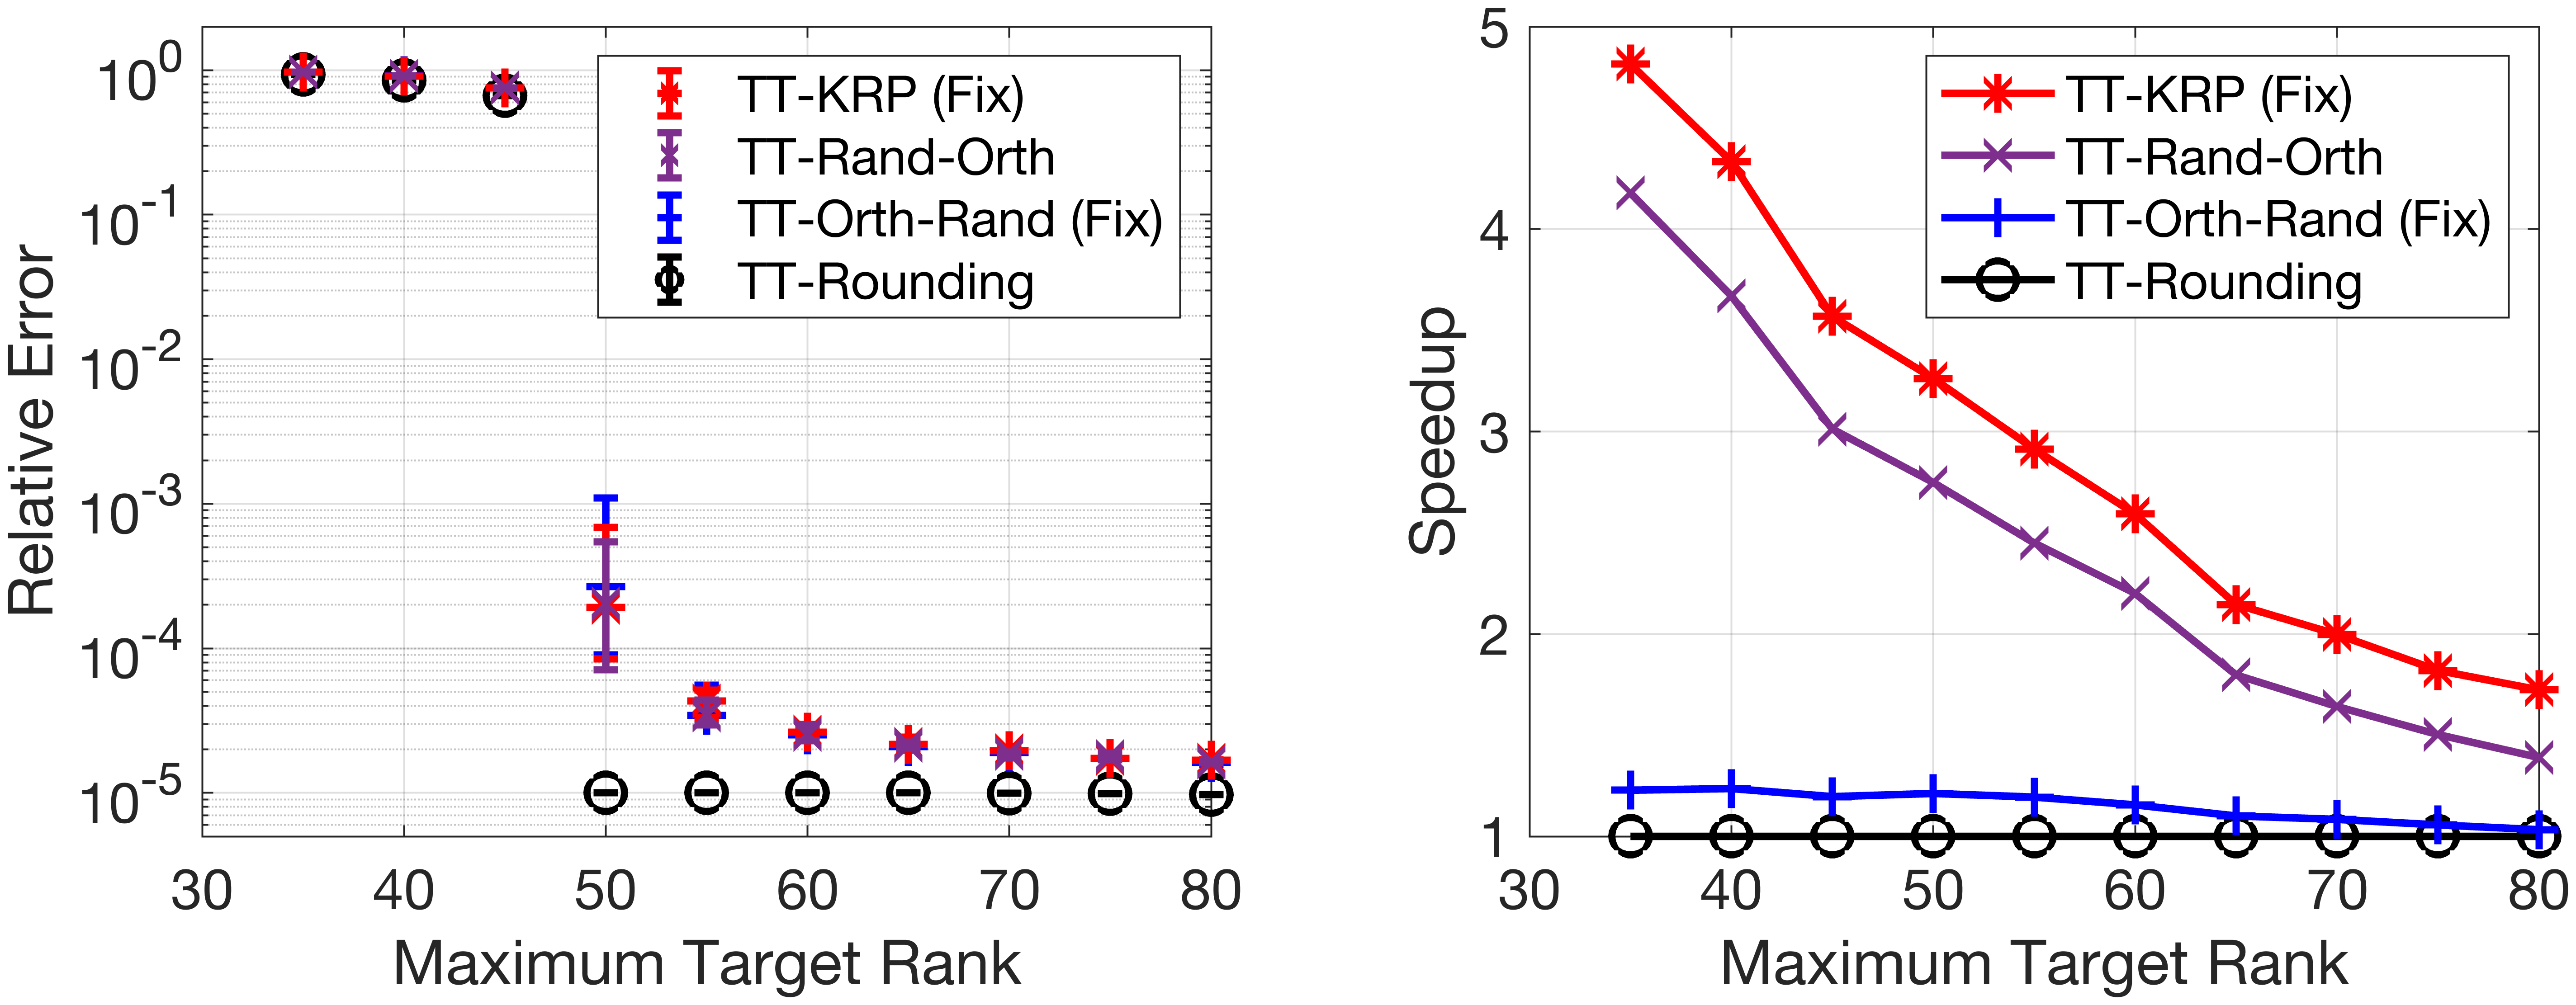 Relative Error
10^0
10^-1
10^-2
10^-3
10^-4
10^-5
TT-KRP (Fix)
TT-Rand-Orth
TT-Orth-Rand (Fix)
TT-Rounding
30 40 50 60 70 80
Maximum Target Rank
Speedup
5
4
3
2
1
TT-KRP (Fix)
TT-Rand-Orth
TT-Orth-Rand (Fix)
TT-Rounding
30 40 50 60 70 80
Maximum Target Rank